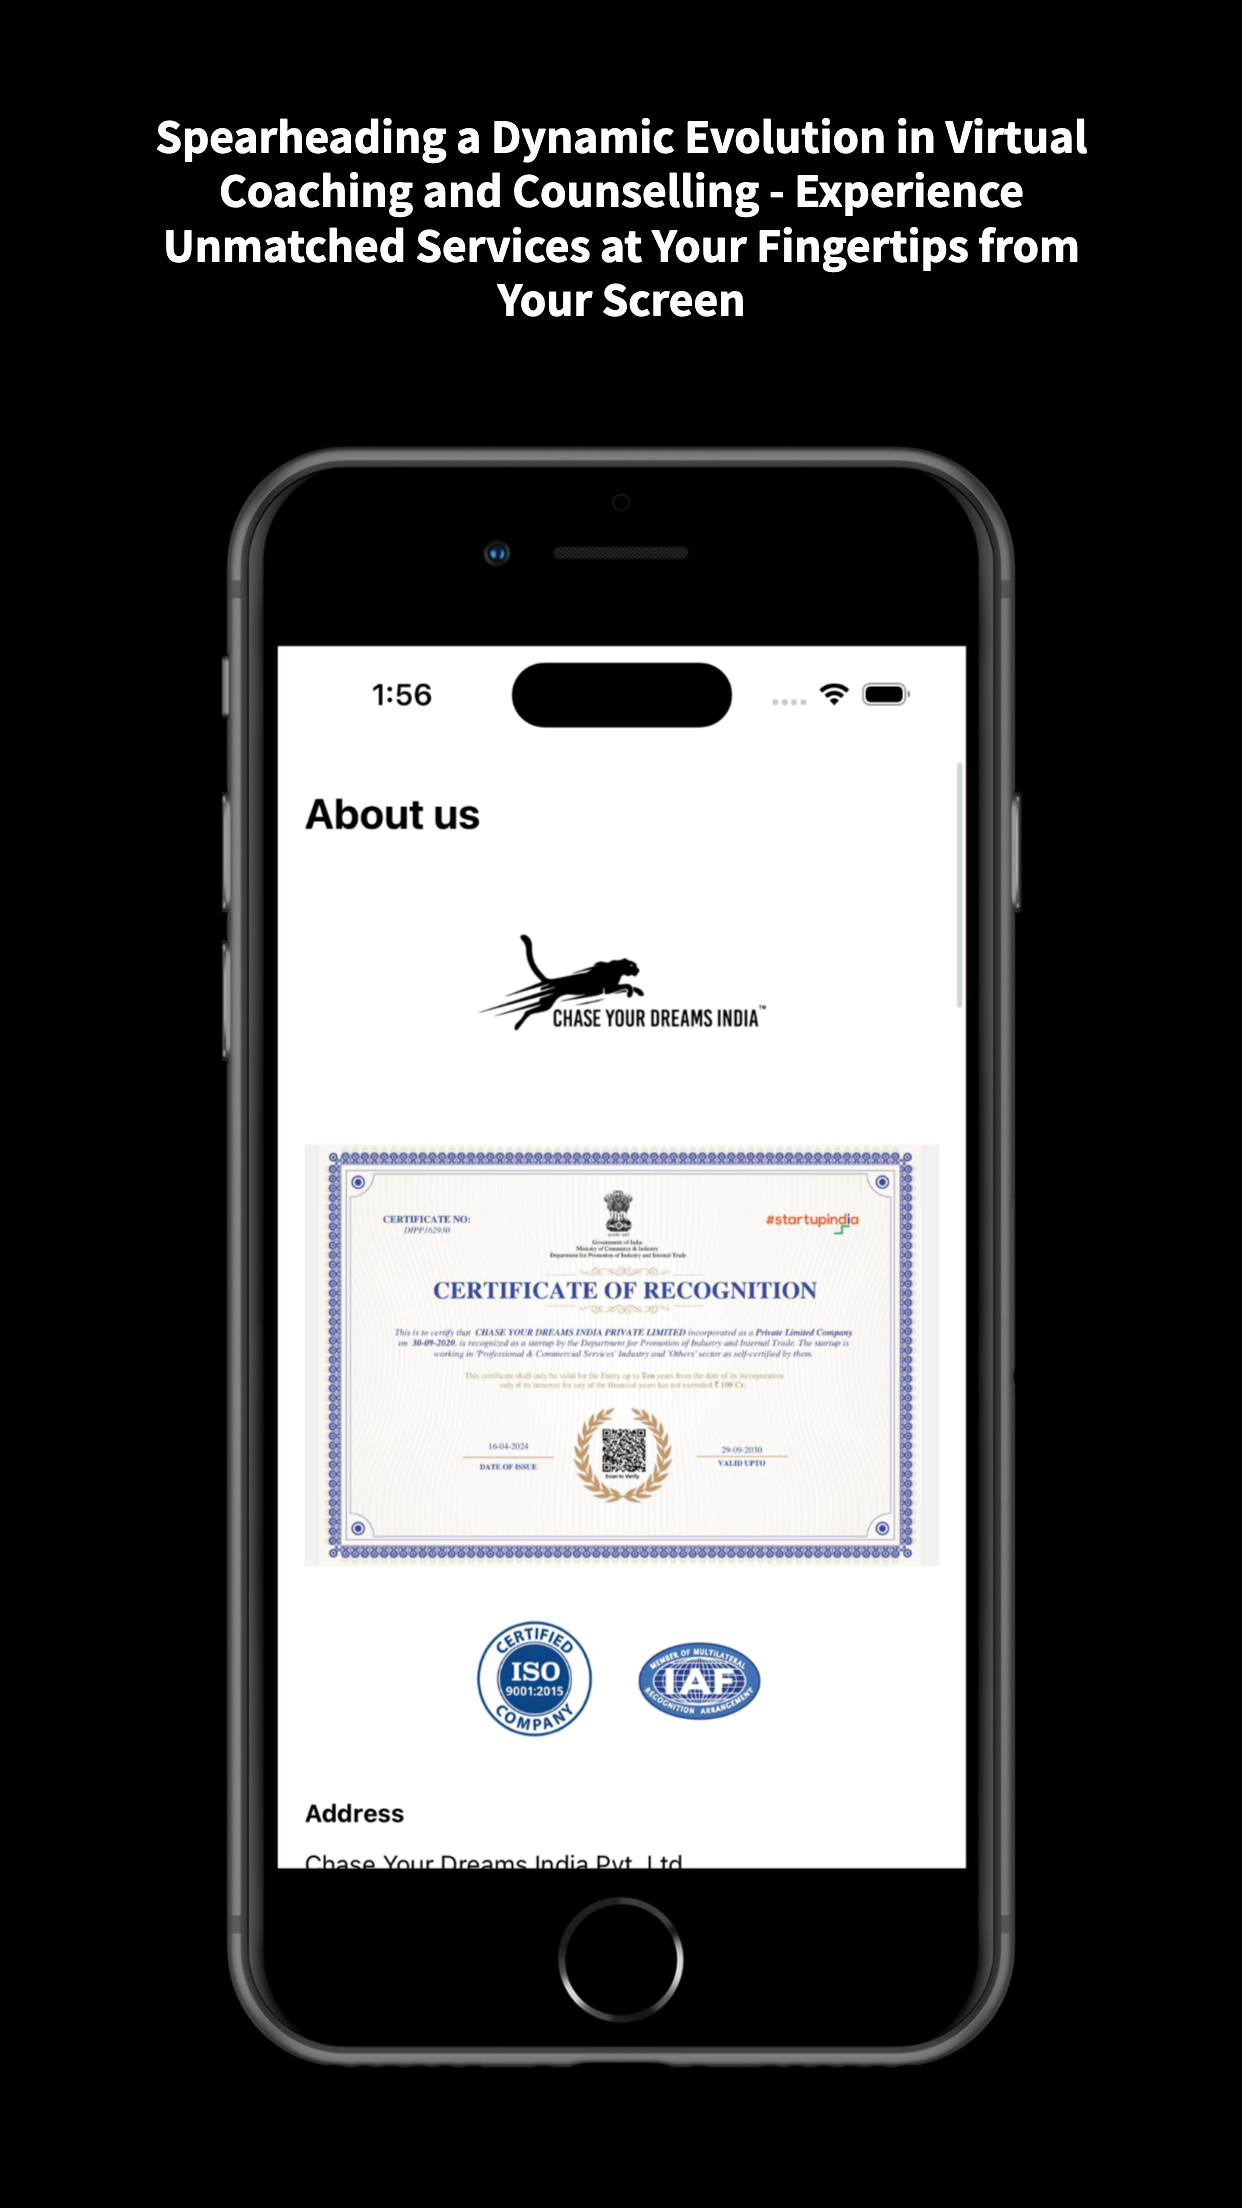 Spearheading a Dynamic Evolution in Virtual
Coaching and Counselling - Experience
Unmatched Services at Your Fingertips from
Your Screen
1:56
About us
CHASE YOUR DREAMS INDIA™
CERTIFICATE NO:
DIPP162930
#startupindia
Government of India
Ministry of Commerce & Industry
Department for Promotion of Industry and Internal Trade
CERTIFICATE OF RECOGNITION
This is to certify that CHASE YOUR DREAMS INDIA PRIVATE LIMITED incorporated as a Private Limited Company
on 30-09-2020, is recognized as a startup by the Department for Promotion of Industry and Internal Trade. The startup is
working in 'Professional & Commercial Services' Industry and 'Others' sector as self-certified by them.
This certificate shall only be valid for the Entity up to Ten years from the date of its incorporation
only if its turnover for any of the financial years has not exceeded ₹ 100 Cr.
16-04-2024
DATE OF ISSUE
Scan to Verify
29-09-2030
VALID UPTO
CERTIFIED
ISO
9001:2015
COMPANY
MEMBER OF MULTILATERAL
IAF
RECOGNITION ARRANGEMENT
Address
Chase Your Dreams India Pvt. Ltd